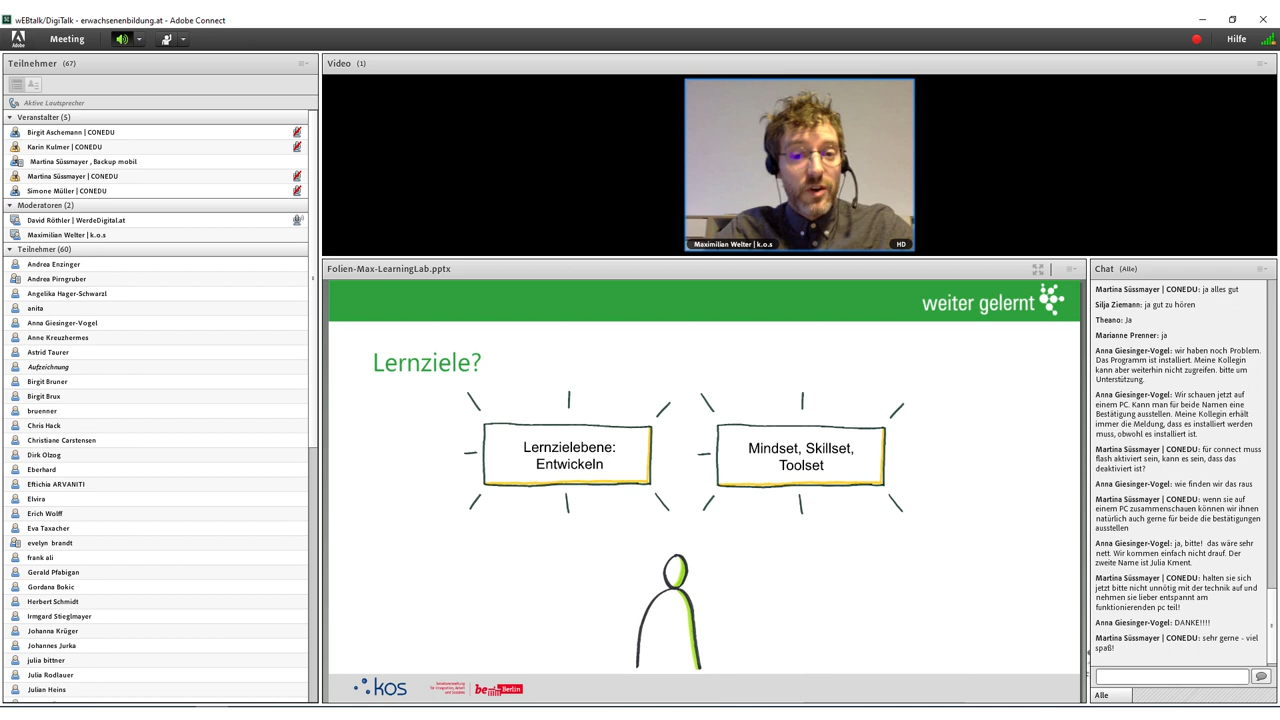 wEBtalk/DigiTalk - erwachsenenbildung.at - Adobe Connect
Adobe
Meeting
Hilfe
Teilnehmer (67)
Aktive Lautsprecher
Veranstalter (5)
Birgit Aschemann | CONEDU
Karin Kulmer | CONEDU
Martina Süssmayer , Backup mobil
Martina Süssmayer | CONEDU
Simone Müller | CONEDU
Moderatoren (2)
David Röthler | WerdeDigital.at
Maximilian Welter | k.o.s
Teilnehmer (60)
Andrea Enzinger
Andrea Pirngruber
Angelika Hager-Schwarzl
anita
Anna Giesinger-Vogel
Anne Kreuzhermes
Astrid Taurer
Aufzeichnung
Birgit Bruner
Birgit Brux
bruenner
Chris Hack
Christiane Carstensen
Dirk Olzog
Eberhard
Eftichia ARVANITI
Elvira
Erich Wolff
Eva Taxacher
evelyn brandt
frank ali
Gerald Pfabigan
Gordana Bokic
Herbert Schmidt
Irmgard Stieglmayer
Johanna Krüger
Johannes Jurka
julia bittner
Julia Rodlauer
Julian Heins
Video (1)
Maximilian Welter | k.o.s
HD
Folien-Max-LearningLab.pptx
weiter gelernt
Lernziele?
Lernzielebene:
Entwickeln
Mindset, Skillset,
Toolset
kos
be Berlin
Chat (Alle)
Martina Süssmayer | CONEDU: ja alles gut
Silja Ziemann: ja gut zu hören
Theano: Ja
Marianne Prenner: ja
Anna Giesinger-Vogel: wir haben noch Problem.
Das Programm ist installiert. Meine Kollegin
kann aber weiterhin nicht zugreifen. bitte um
Unterstützung.
Anna Giesinger-Vogel: Wir schauen jetzt auf
einem PC. Kann man für beide Namen eine
Bestätigung ausstellen. Meine Kollegin erhält
immer die Meldung, dass es installiert werden
muss, obwohl es installiert ist.
Martina Süssmayer | CONEDU: für connect muss
flash aktiviert sein, kann es sein, dass das
deaktiviert ist?
Anna Giesinger-Vogel: wie finden wir das raus
Martina Süssmayer | CONEDU: wenn sie auf
einem PC zusammenschauen können wir ihnen
natürlich auch gerne für beide die bestätigungen
ausstellen
Anna Giesinger-Vogel: ja, bitte! das wäre sehr
nett. Wir kommen einfach nicht drauf. Der
zweite Name ist Julia Kment.
Martina Süssmayer | CONEDU: halten sie sich
jetzt bitte nicht unnötig mit der technik auf und
nehmen sie lieber entspannt am
funktionierenden pc teil!
Anna Giesinger-Vogel: DANKE!!!!
Martina Süssmayer | CONEDU: sehr gerne - viel
spaß!
Alle